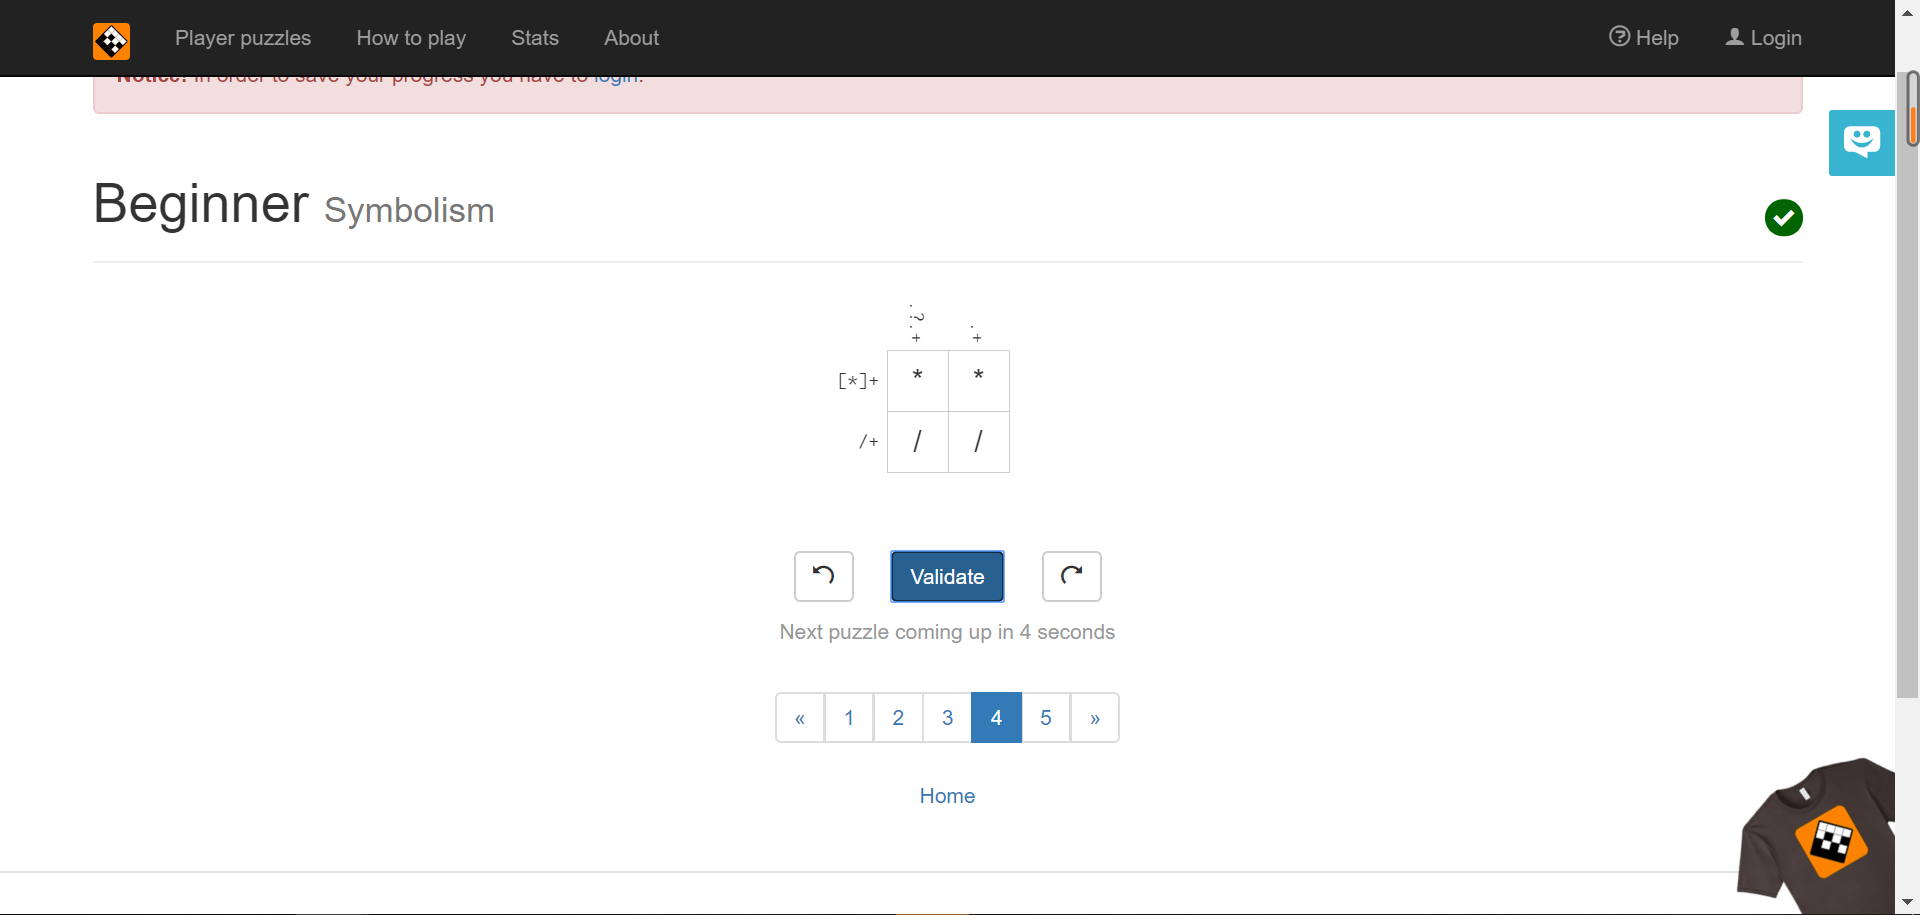 Player puzzles How to play Stats About Help Login
Notice! In order to save your progress you have to login.
Beginner Symbolism
.?.+ .+
[*]+ * *
/+ / /
Validate
Next puzzle coming up in 4 seconds
« 1 2 3 4 5 »
Home